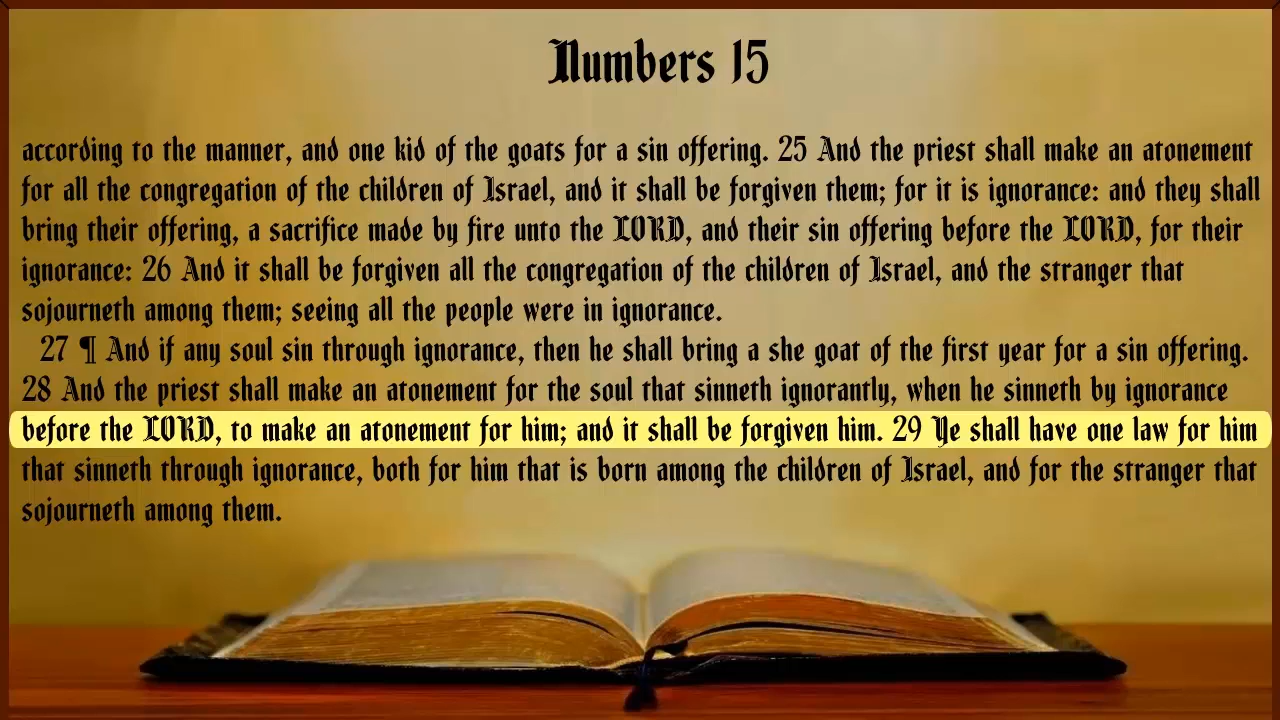 Numbers 15
according to the manner, and one kid of the goats for a sin offering. 25 And the priest shall make an atonement
for all the congregation of the children of Israel, and it shall be forgiven them; for it is ignorance: and they shall
bring their offering, a sacrifice made by fire unto the LORD, and their sin offering before the LORD, for their
ignorance: 26 And it shall be forgiven all the congregation of the children of Israel, and the stranger that
sojourneth among them; seeing all the people were in ignorance.
27 ¶ And if any soul sin through ignorance, then he shall bring a she goat of the first year for a sin offering.
28 And the priest shall make an atonement for the soul that sinneth ignorantly, when he sinneth by ignorance
before the LORD, to make an atonement for him; and it shall be forgiven him. 29 Ye shall have one law for him
that sinneth through ignorance, both for him that is born among the children of Israel, and for the stranger that
sojourneth among them.